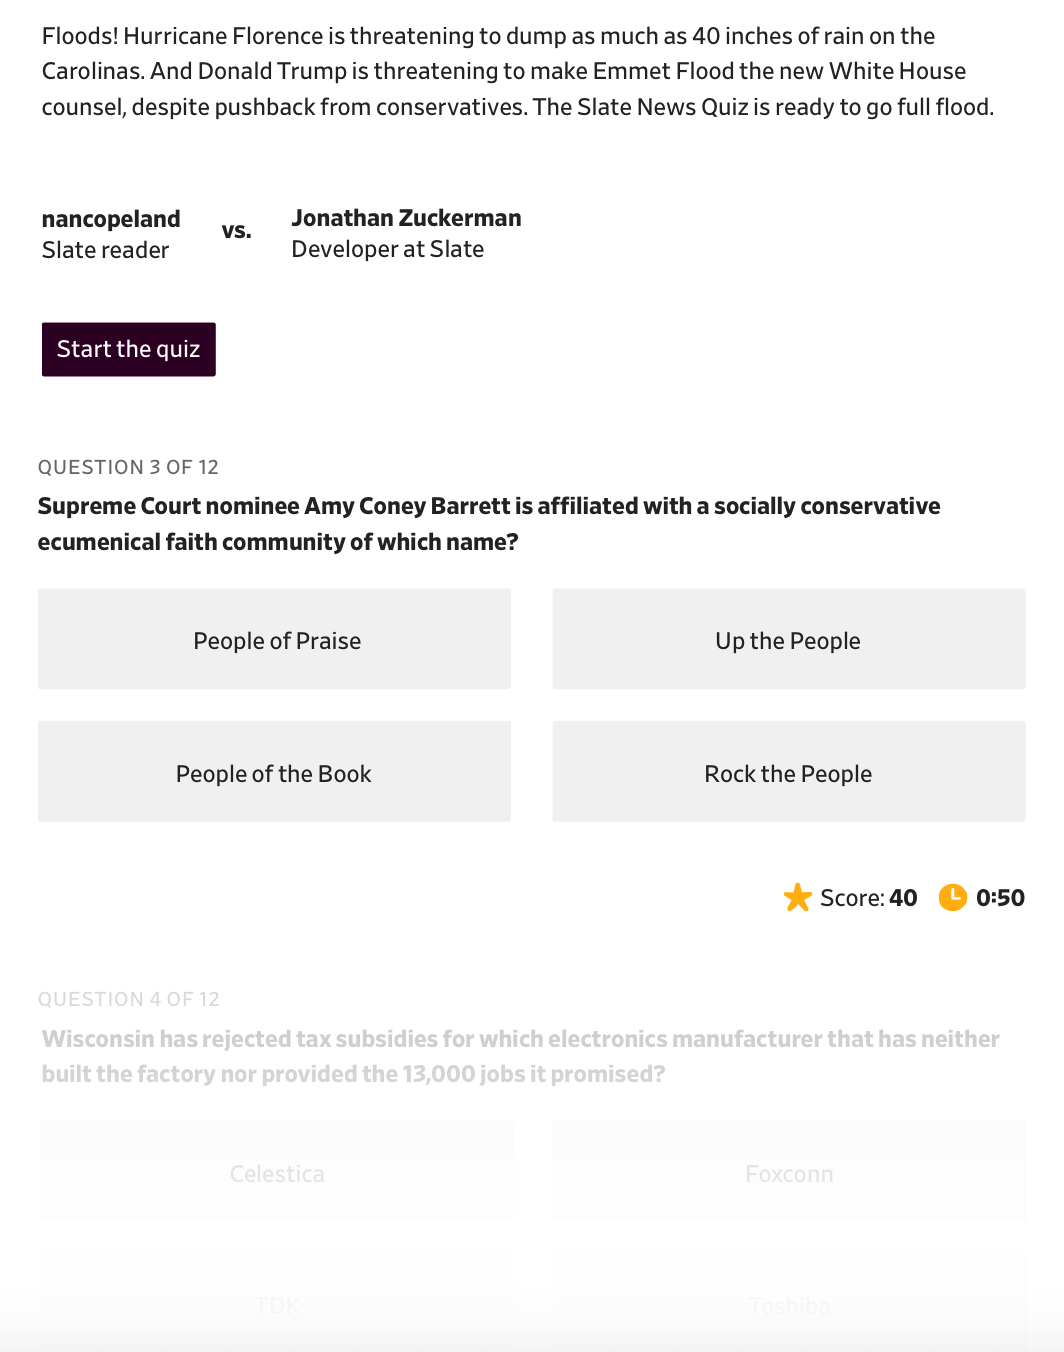 Floods! Hurricane Florence is threatening to dump as much as 40 inches of rain on the
Carolinas. And Donald Trump is threatening to make Emmet Flood the new White House
counsel, despite pushback from conservatives. The Slate News Quiz is ready to go full flood.
nancopeland
Slate reader
vs.
Jonathan Zuckerman
Developer at Slate
Start the quiz
QUESTION 3 OF 12
Supreme Court nominee Amy Coney Barrett is affiliated with a socially conservative
ecumenical faith community of which name?
People of Praise
Up the People
People of the Book
Rock the People
Score: 40
0:50
QUESTION 4 OF 12
Wisconsin has rejected tax subsidies for which electronics manufacturer that has neither
built the factory nor provided the 13,000 jobs it promised?
Celestica
Foxconn
TDK
Toshiba